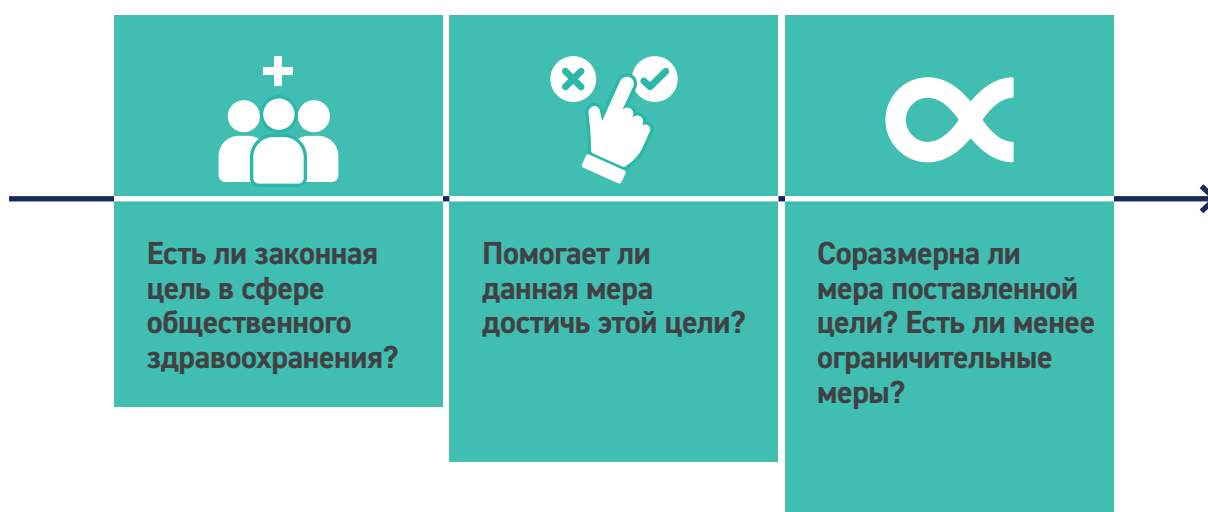 Есть ли законная
цель в сфере
общественного
здравоохранения?
Помогает ли
данная мера
достичь этой цели?
Соразмерна ли
мера поставленной
цели? Есть ли менее
ограничительные
меры?